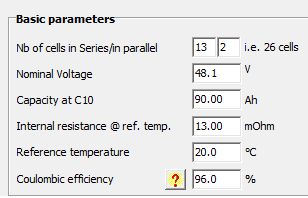 Basic parameters
Nb of cells in Series/in parallel 13 2 i.e. 26 cells
Nominal Voltage 48.1 V
Capacity at C10 90.00 Ah
Internal resistance @ ref. temp. 13.00 mOhm
Reference temperature 20.0 °C
Coulombic efficiency ? 96.0 %